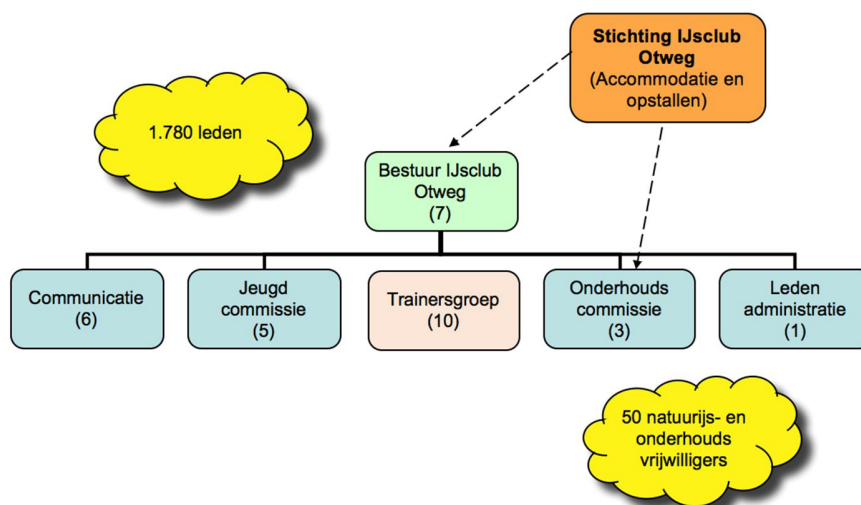 Stichting IJsclub
Otweg
(Accommodatie en
opstallen)
1.780 leden
Bestuur IJsclub
Otweg
(7)
Communicatie
(6)
Jeugd
commissie
(5)
Trainersgroep
(10)
Onderhouds
commissie
(3)
Leden
administratie
(1)
50 natuurijs- en
onderhouds
vrijwilligers